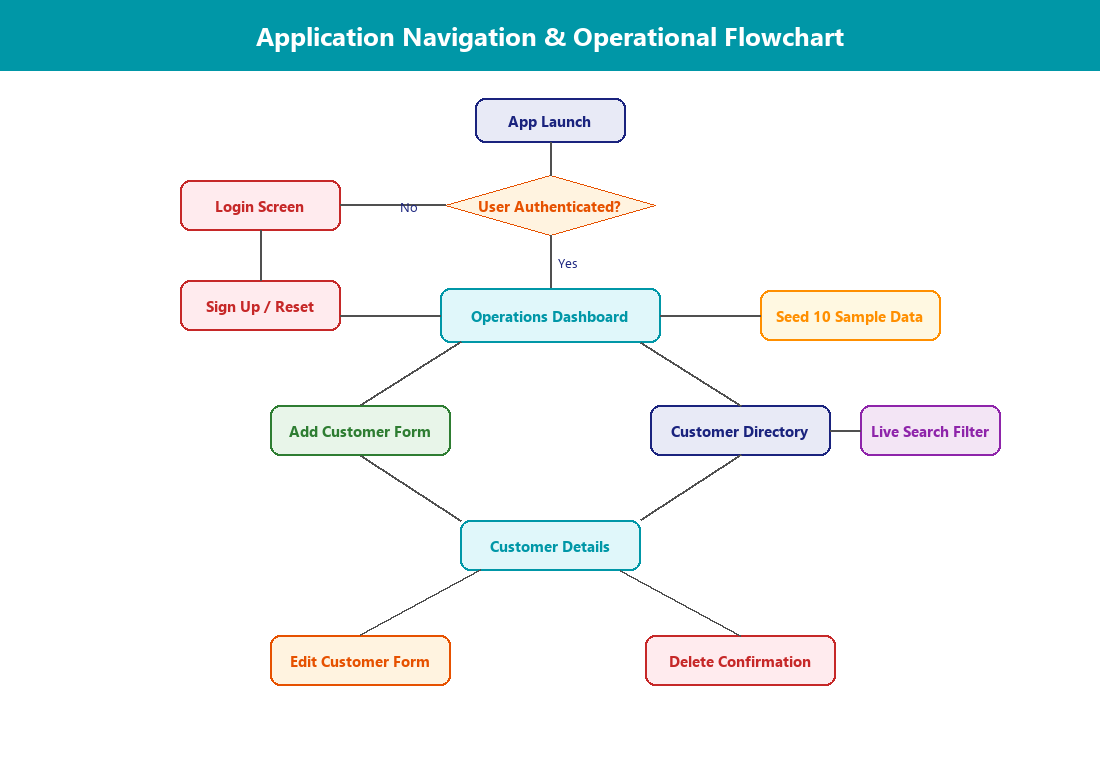 Application Navigation & Operational Flowchart
App Launch
User Authenticated?
No
Login Screen
Yes
Sign Up / Reset
Operations Dashboard
Seed 10 Sample Data
Add Customer Form
Customer Directory
Live Search Filter
Customer Details
Edit Customer Form
Delete Confirmation